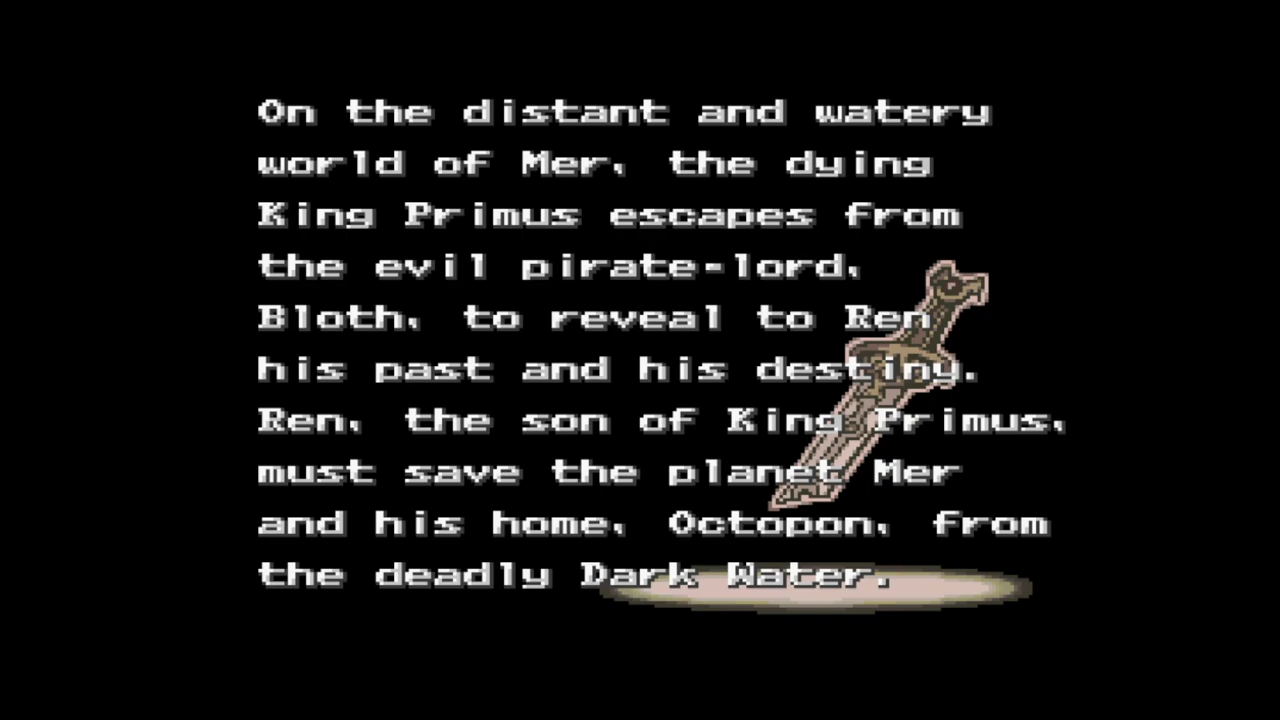 On the distant and watery
world of Mer, the dying
King Primus escapes from
the evil pirate-lord,
Bloth, to reveal to Ren
his past and his destiny.
Ren, the son of King Primus,
must save the planet Mer
and his home, Octopon, from
the deadly Dark Water.